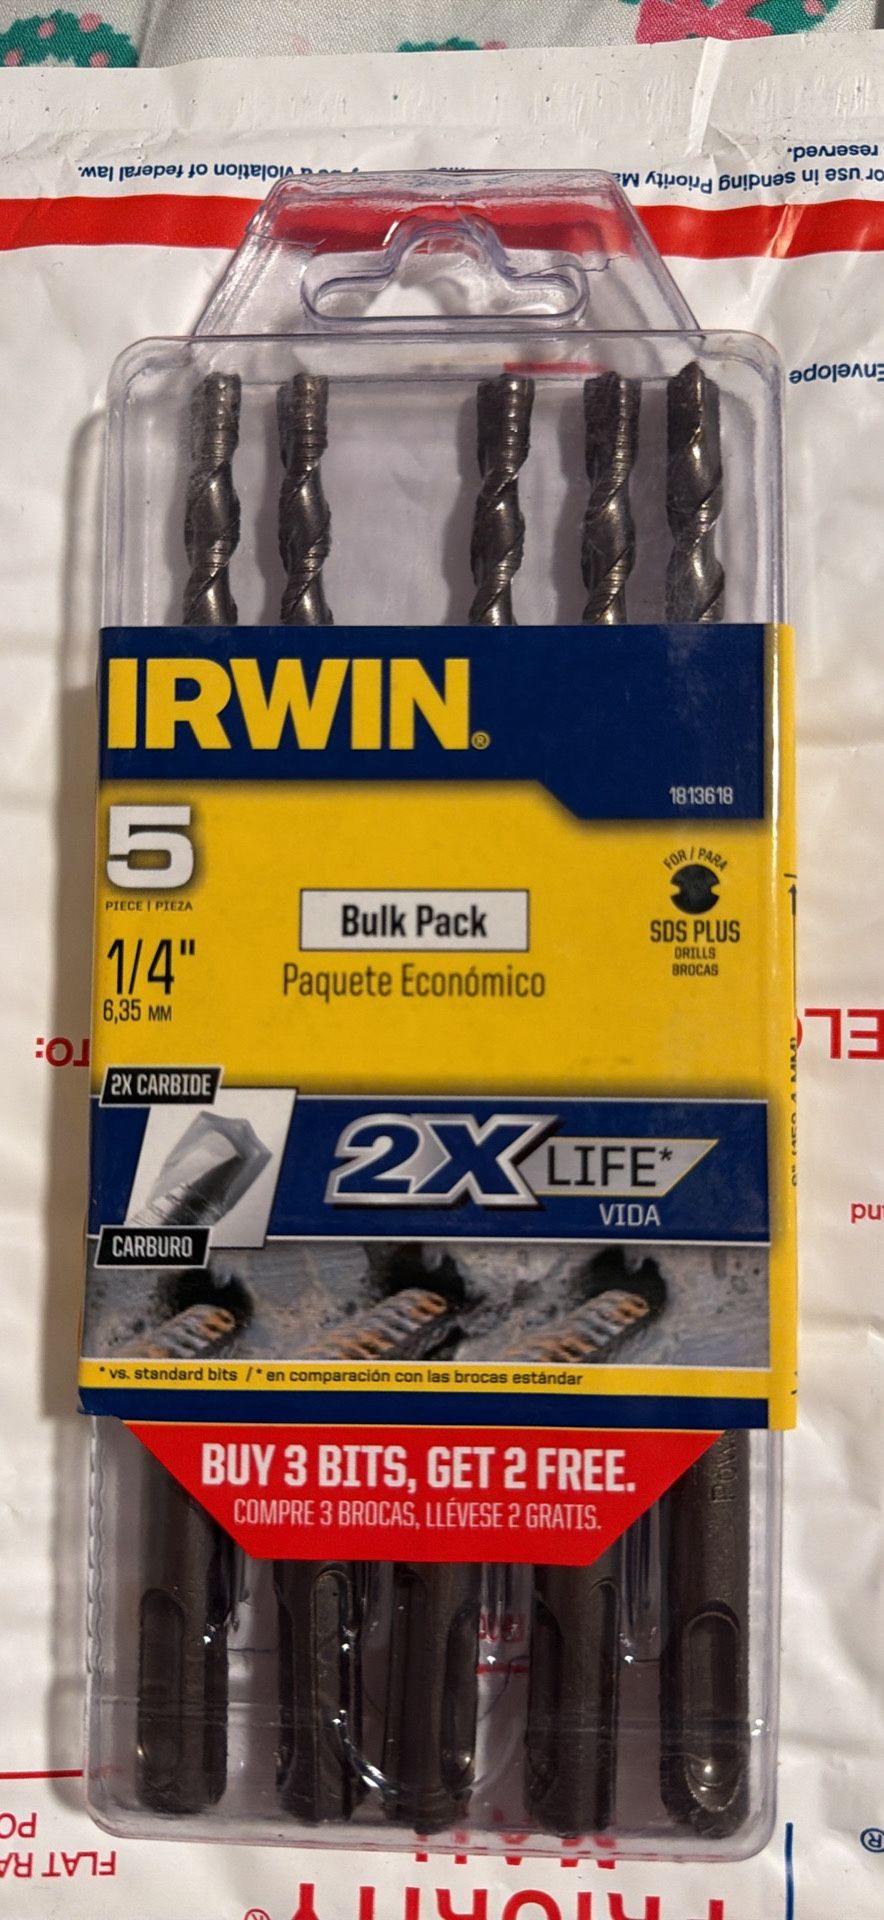 reserved.
or use in sending Priority Ma
a violation of federal law.
Envelope
IRWIN®
1813618
5
PIECE | PIEZA
1/4"
6,35 MM
Bulk Pack
Paquete Económico
FOR / PARA
SDS PLUS
DRILLS
BROCAS
TO:
2X CARBIDE
CARBURO
2X LIFE*
VIDA
* vs. standard bits / * en comparación con las brocas estándar
BUY 3 BITS, GET 2 FREE.
COMPRE 3 BROCAS, LLÉVESE 2 GRATIS.
Pow
FLAT RA
PO
PRIORITY
MAIL
®